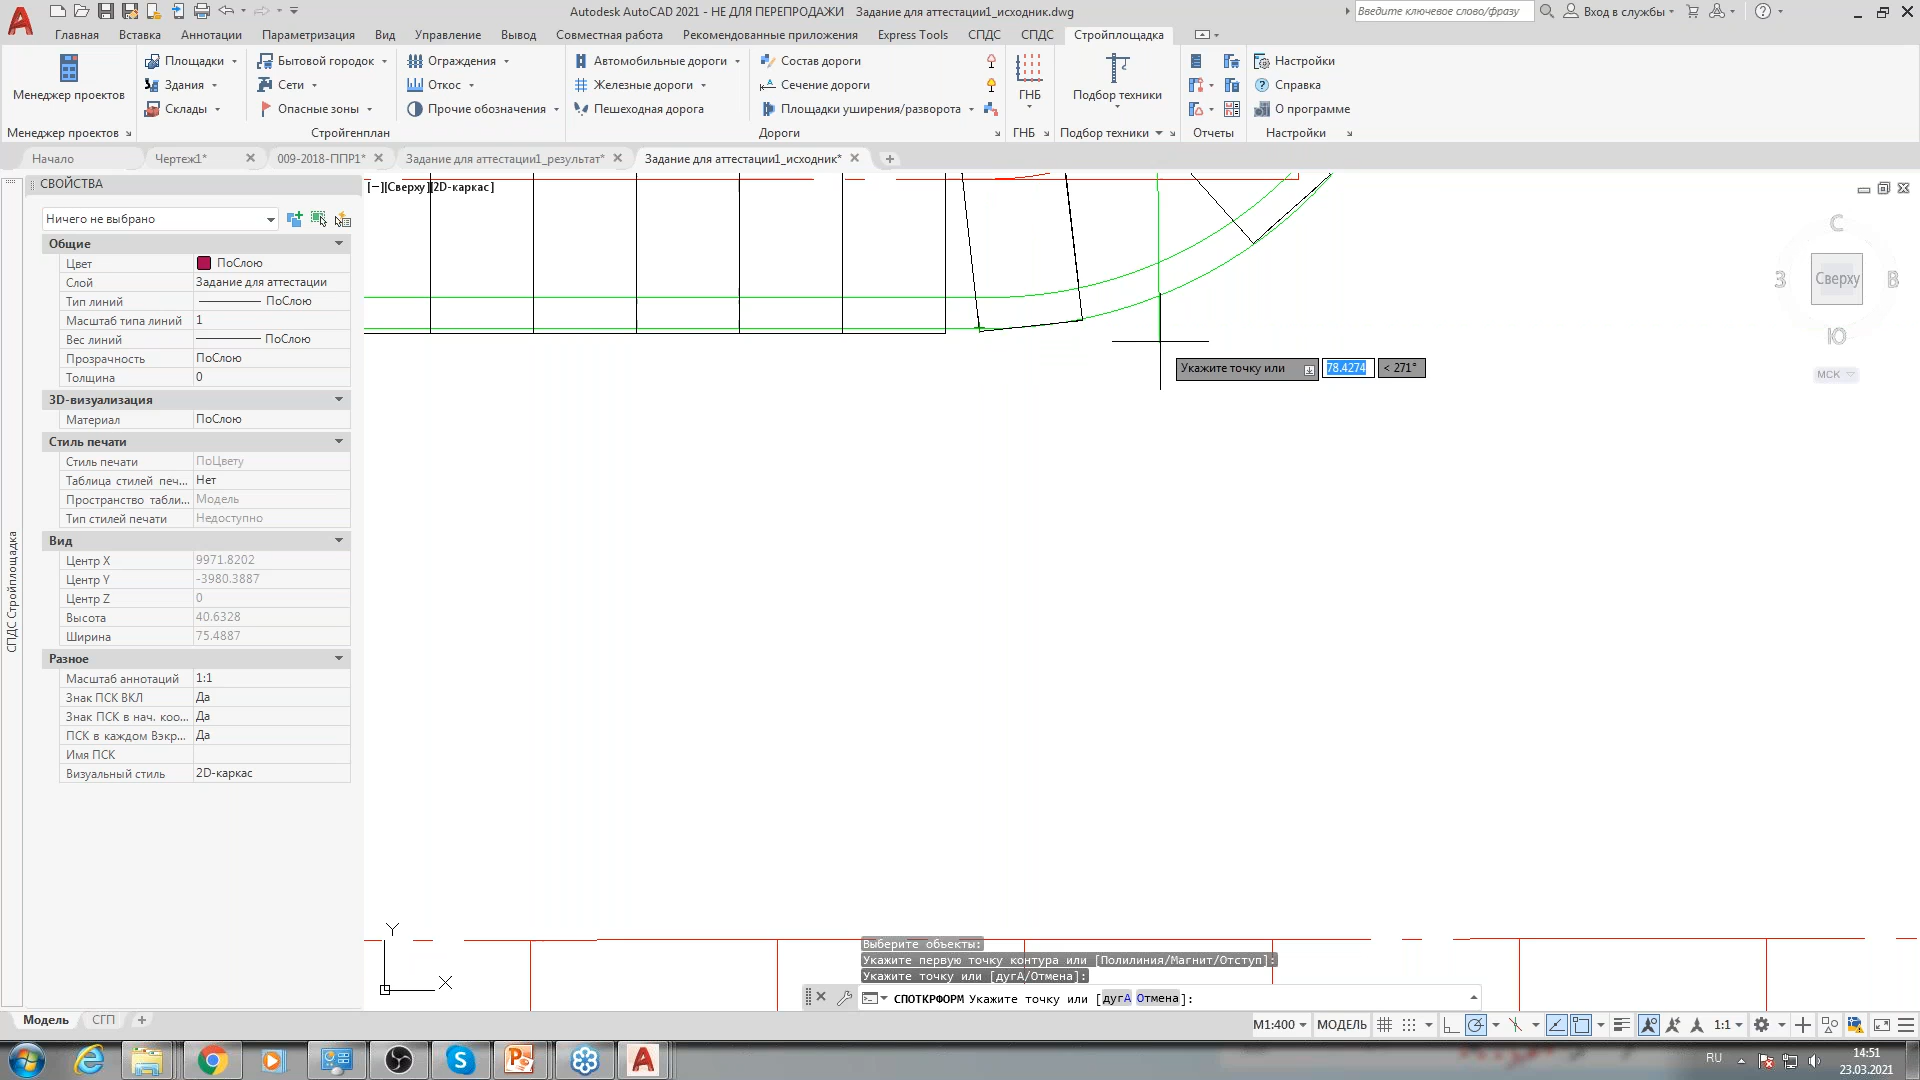 Autodesk AutoCAD 2021 - НЕ ДЛЯ ПЕРЕПРОДАЖИ Задание для аттестации1_исходник.dwg
Введите ключевое слово/фразу
Вход в службы
Главная Вставка Аннотации Параметризация Вид Управление Вывод Совместная работа Рекомендованные приложения Express Tools СПДС СПДС Стройплощадка
Площадки Бытовой городок Ограждения Автомобильные дороги Состав дороги Настройки
Менеджер проектов Здания Сети Откос Железные дороги Сечение дороги ГНБ Подбор техники Справка
Склады Опасные зоны Прочие обозначения Пешеходная дорога Площадки уширения/разворота О программе
Менеджер проектов Стройгенплан Дороги ГНБ Подбор техники Отчеты Настройки
Начало Чертеж1* 009-2018-ППР1* Задание для аттестации1_результат* Задание для аттестации1_исходник*
СВОЙСТВА
[−][Сверху][2D-каркас]
Ничего не выбрано
Общие
Цвет ПоСлою
Слой Задание для аттестации
Тип линий ПоСлою
Масштаб типа линий 1
Вес линий ПоСлою
Прозрачность ПоСлою
Толщина 0
3D-визуализация
Материал ПоСлою
Стиль печати
Стиль печати ПоЦвету
Таблица стилей печ... Нет
Пространство табли... Модель
Тип стилей печати Недоступно
Вид
Центр X 9971.8202
Центр Y -3980.3887
Центр Z 0
Высота 40.6328
Ширина 75.4887
Разное
Масштаб аннотаций 1:1
Знак ПСК ВКЛ Да
Знак ПСК в нач. коо... Да
ПСК в каждом Вэкр... Да
Имя ПСК
Визуальный стиль 2D-каркас
СПДС Стройплощадка
С
З Сверху В
Ю
МСК
Укажите точку или 78.4274 < 271°
Y
X
Выберите объекты:
Укажите первую точку контура или [Полилиния/Магнит/Отступ]:
Укажите точку или [дугА/Отмена]:
СПОТКРФОРМ Укажите точку или [дугА Отмена]:
Модель СГП
М1:400 МОДЕЛЬ 1:1
RU
14:51
23.03.2021